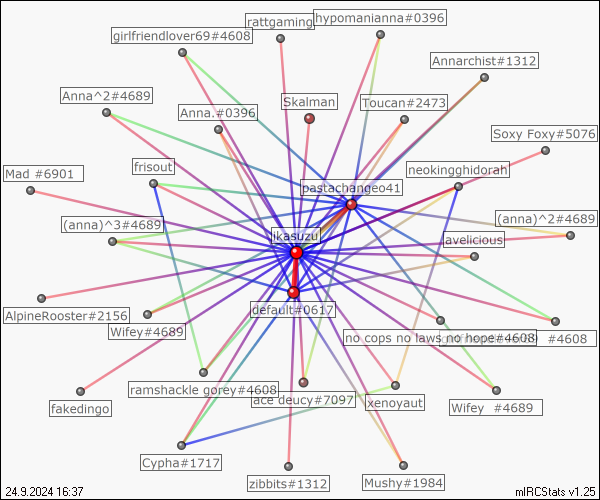 rattgaming
hypomanianna#0396
girlfriendlover69#4608
Annarchist#1312
Anna^2#4689
Skalman
Toucan#2473
Anna.#0396
Soxy Foxy#5076
Mad #6901
frisout
neokingghidorah
pastachangeo41
(anna)^3#4689
(anna)^2#4689
ikasuzu
avelicious
AlpineRooster#2156
default#0617
Wifey#4689
no cops no laws no hope#4608
#4608
ramshackle gorey#4608
ace deucy#7097
xenoyaut
Wifey #4689
fakedingo
Cypha#1717
zibbits#1312
Mushy#1984
24.9.2024 16:37
mIRCStats v1.25